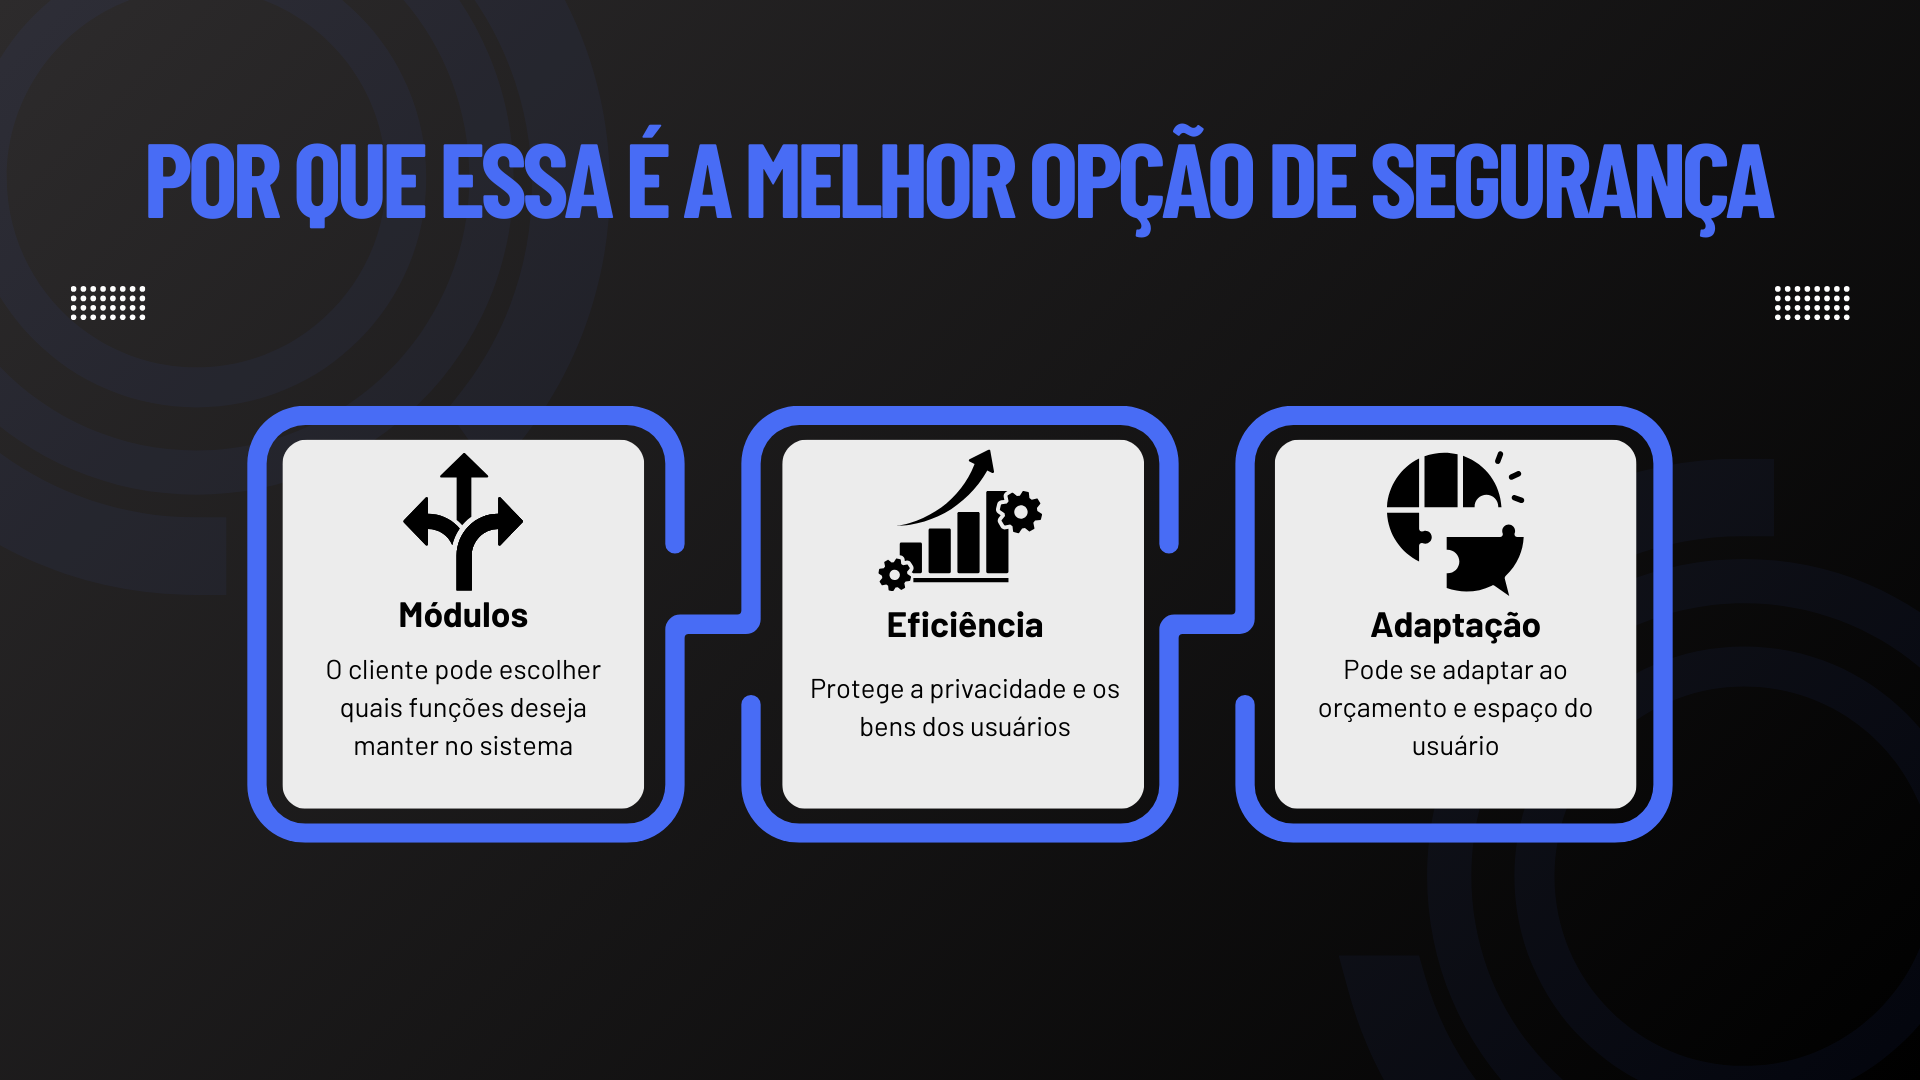 POR QUE ESSA É A MELHOR OPÇÃO DE SEGURANÇA
Módulos
O cliente pode escolher
quais funções deseja
manter no sistema
Eficiência
Protege a privacidade e os
bens dos usuários
Adaptação
Pode se adaptar ao
orçamento e espaço do
usuário